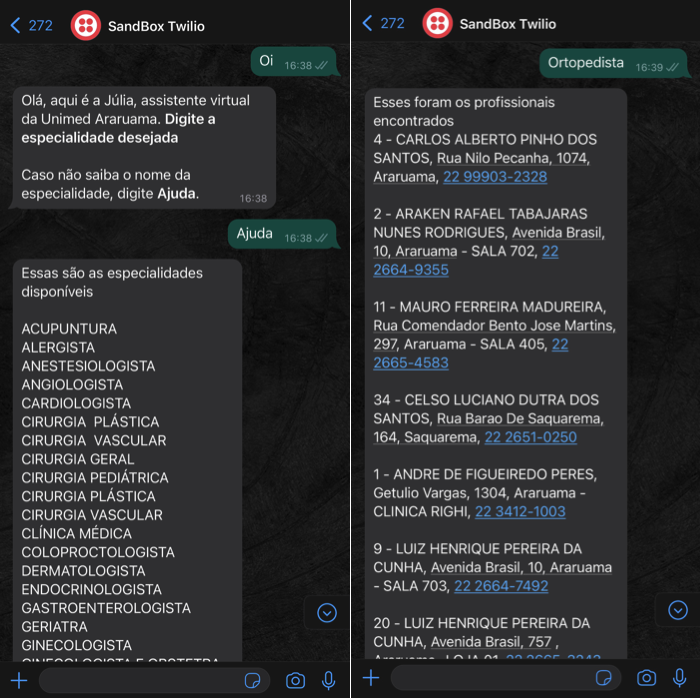 272
SandBox Twilio
Oi
16:38
Olá, aqui é a Júlia, assistente virtual
da Unimed Araruama. Digite a
especialidade desejada
Caso não saiba o nome da
especialidade, digite Ajuda.
16:38
Ajuda
16:38
Essas são as especialidades
disponíveis
ACUPUNTURA
ALERGISTA
ANESTESIOLOGISTA
ANGIOLOGISTA
CARDIOLOGISTA
CIRURGIA  PLÁSTICA
CIRURGIA  VASCULAR
CIRURGIA GERAL
CIRURGIA PEDIÁTRICA
CIRURGIA PLÁSTICA
CIRURGIA VASCULAR
CLÍNICA MÉDICA
COLOPROCTOLOGISTA
DERMATOLOGISTA
ENDOCRINOLOGISTA
GASTROENTEROLOGISTA
GERIATRA
GINECOLOGISTA
GINECOLOGISTA E OBSTETRA
272
SandBox Twilio
Ortopedista
16:39
Esses foram os profissionais
encontrados
4 - CARLOS ALBERTO PINHO DOS
SANTOS, Rua Nilo Peçanha, 1074,
Araruama, 22 99903-2328
2 - ARAKEN RAFAEL TABAJARAS
NUNES RODRIGUES, Avenida Brasil,
10, Araruama - SALA 702, 22
2664-9355
11 - MAURO FERREIRA MADUREIRA,
Rua Comendador Bento Jose Martins,
297, Araruama - SALA 405, 22
2665-4583
34 - CELSO LUCIANO DUTRA DOS
SANTOS, Rua Barao De Saquarema,
164, Saquarema, 22 2651-0250
1 - ANDRE DE FIGUEIREDO PERES,
Getulio Vargas, 1304, Araruama -
CLINICA RIGHI, 22 3412-1003
9 - LUIZ HENRIQUE PEREIRA DA
CUNHA, Avenida Brasil, 10, Araruama
- SALA 703, 22 2664-7492
20 - LUIZ HENRIQUE PEREIRA DA
CUNHA, Avenida Brasil, 757 ,